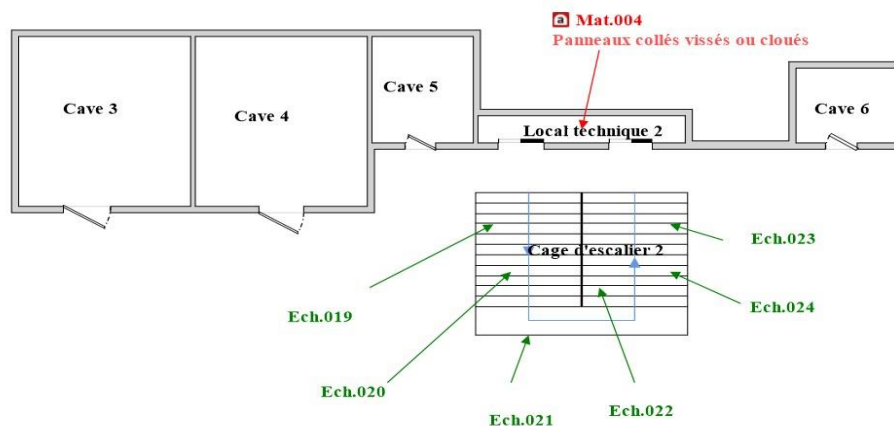 a Mat.004
Panneaux collés vissés ou cloués
Cave 3
Cave 4
Cave 5
Local technique 2
Cave 6
Cage d'escalier 2
Ech.023
Ech.019
Ech.024
Ech.020
Ech.021
Ech.022